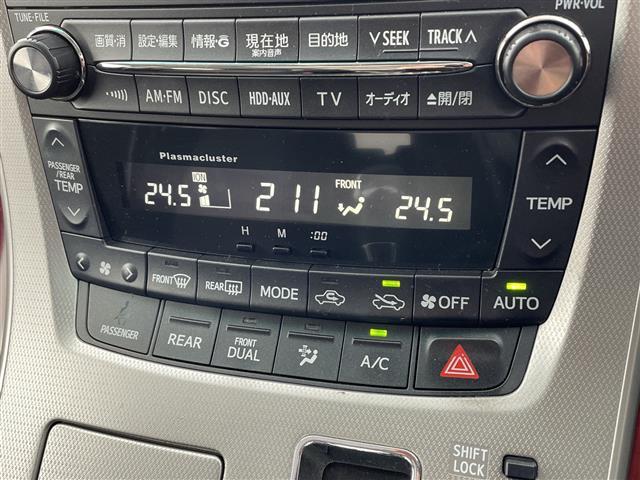 TUNE·FILE
PWR·VOL
画質·消 設定·編集 情報·G 現在地 案内音声 目的地 ∨ SEEK TRACK ∧
AM·FM DISC HDD·AUX TV オーディオ ▲開/閉
Plasmacluster
PASSENGER/REAR TEMP
ION
24.5 2 11 FRONT 24.5
TEMP
H M :00
FRONT REAR MODE OFF AUTO
PASSENGER REAR FRONT DUAL A/C
SHIFT LOCK